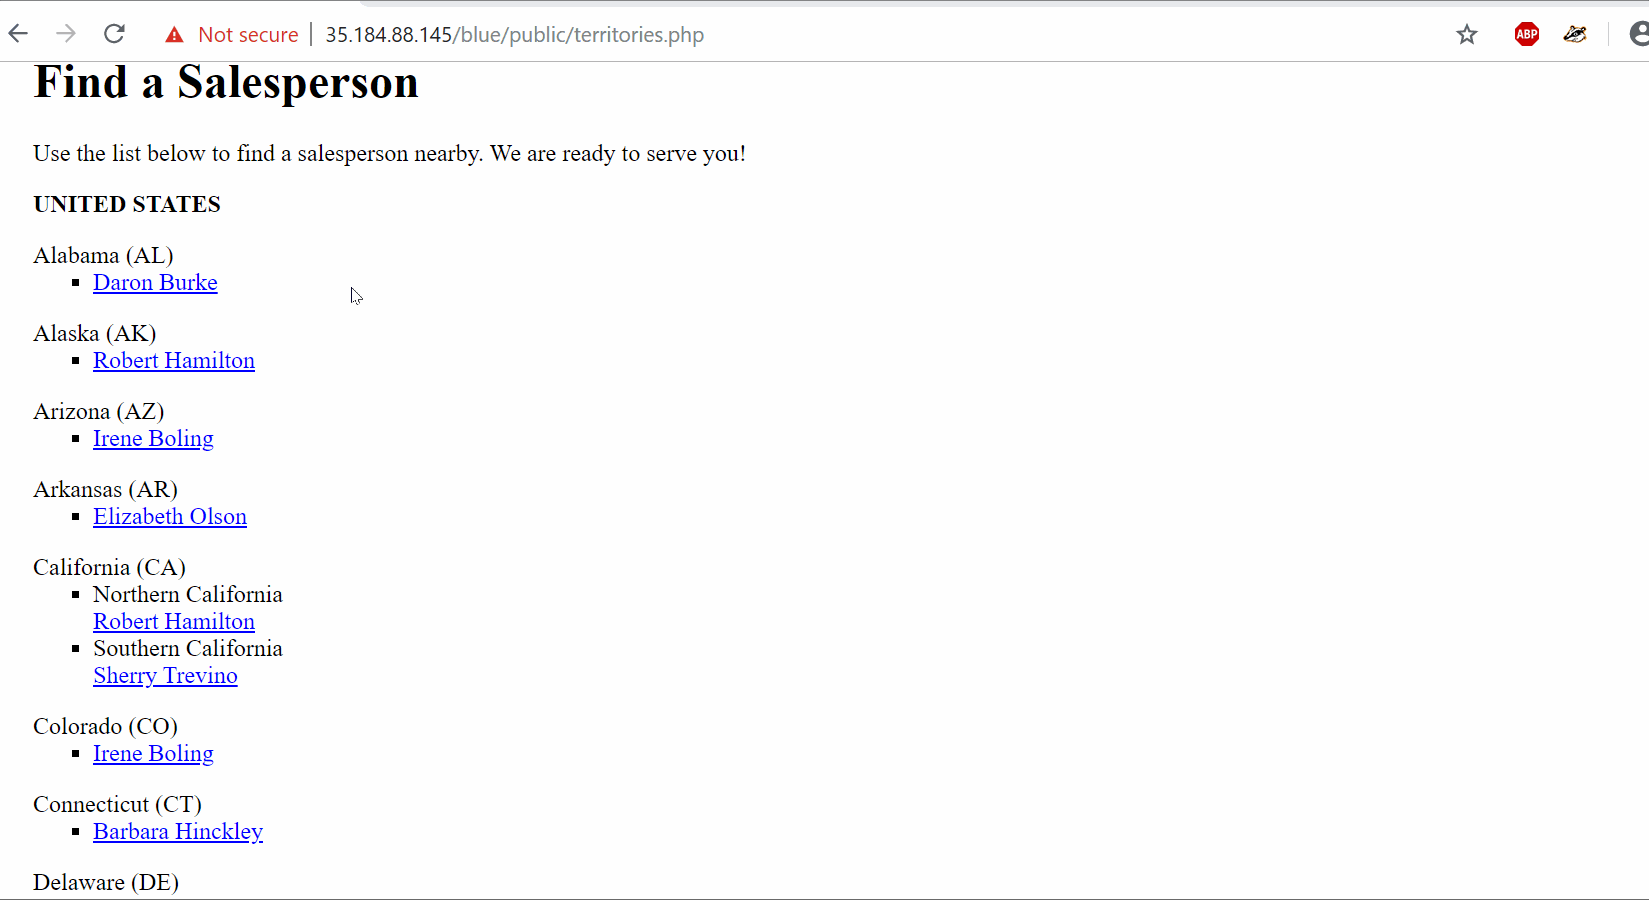 Not secure | 35.184.88.145/blue/public/territories.php
ABP
Find a Salesperson
Use the list below to find a salesperson nearby. We are ready to serve you!
UNITED STATES
Alabama (AL)
Daron Burke
Alaska (AK)
Robert Hamilton
Arizona (AZ)
Irene Boling
Arkansas (AR)
Elizabeth Olson
California (CA)
Northern California
Robert Hamilton
Southern California
Sherry Trevino
Colorado (CO)
Irene Boling
Connecticut (CT)
Barbara Hinckley
Delaware (DE)